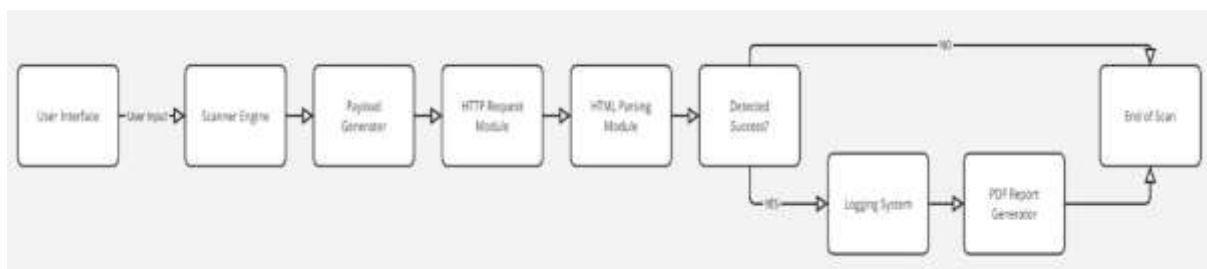 User Interface
User Input
Scanner Engine
Payload
Generator
HTTP Request
Module
HTML Parsing
Module
Detected
Success?
NO
End of Scan
YES
Logging System
PDF Report
Generator